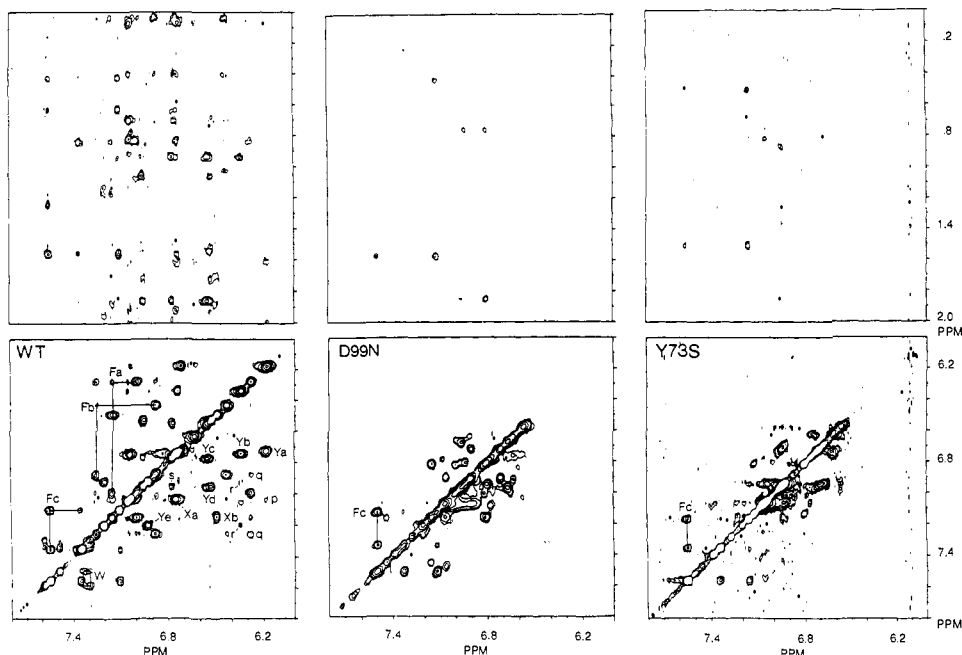 .2
.8
1.4
2.0
PPM
WT
D99N
Y73S
Fa
6.2
Fb
Yc
Yb
Ya
s
q
6.8
Fc
Yd
p
Xa
Xb
Fc
Fc
Ye
r
q
7.4
W
PPM
7.4
6.8
6.2
7.4
6.8
6.2
7.4
6.8
6.2
PPM
PPM
PPM